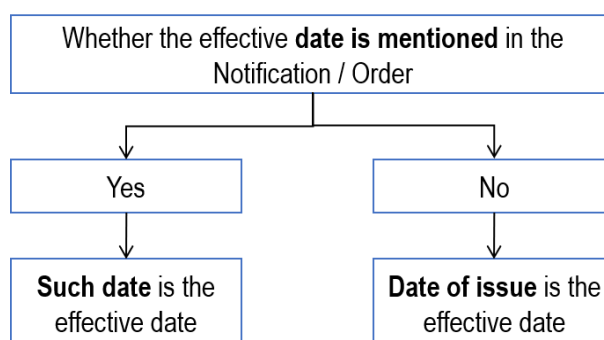 Whether the effective date is mentioned in the
Notification / Order
Yes
No
Such date is the
effective date
Date of issue is the
effective date